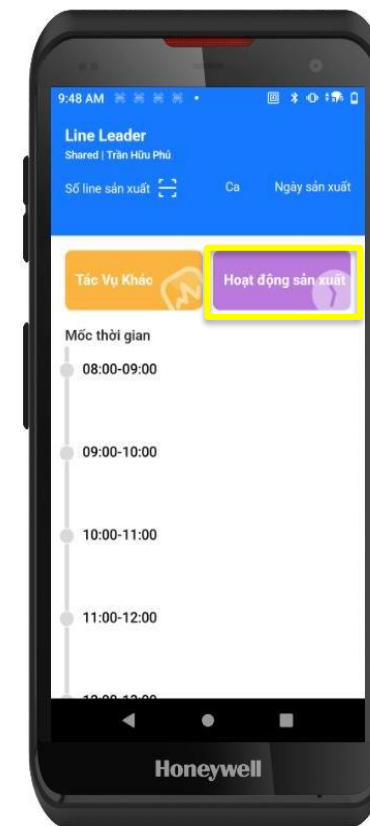 9:48 AM
Line Leader
Shared | Trần Hữu Phú
Số line sản xuất
Ca
Ngày sản xuất
Tác Vụ Khác
Hoạt động sản xuất
Mốc thời gian
08:00-09:00
09:00-10:00
10:00-11:00
11:00-12:00
Honeywell